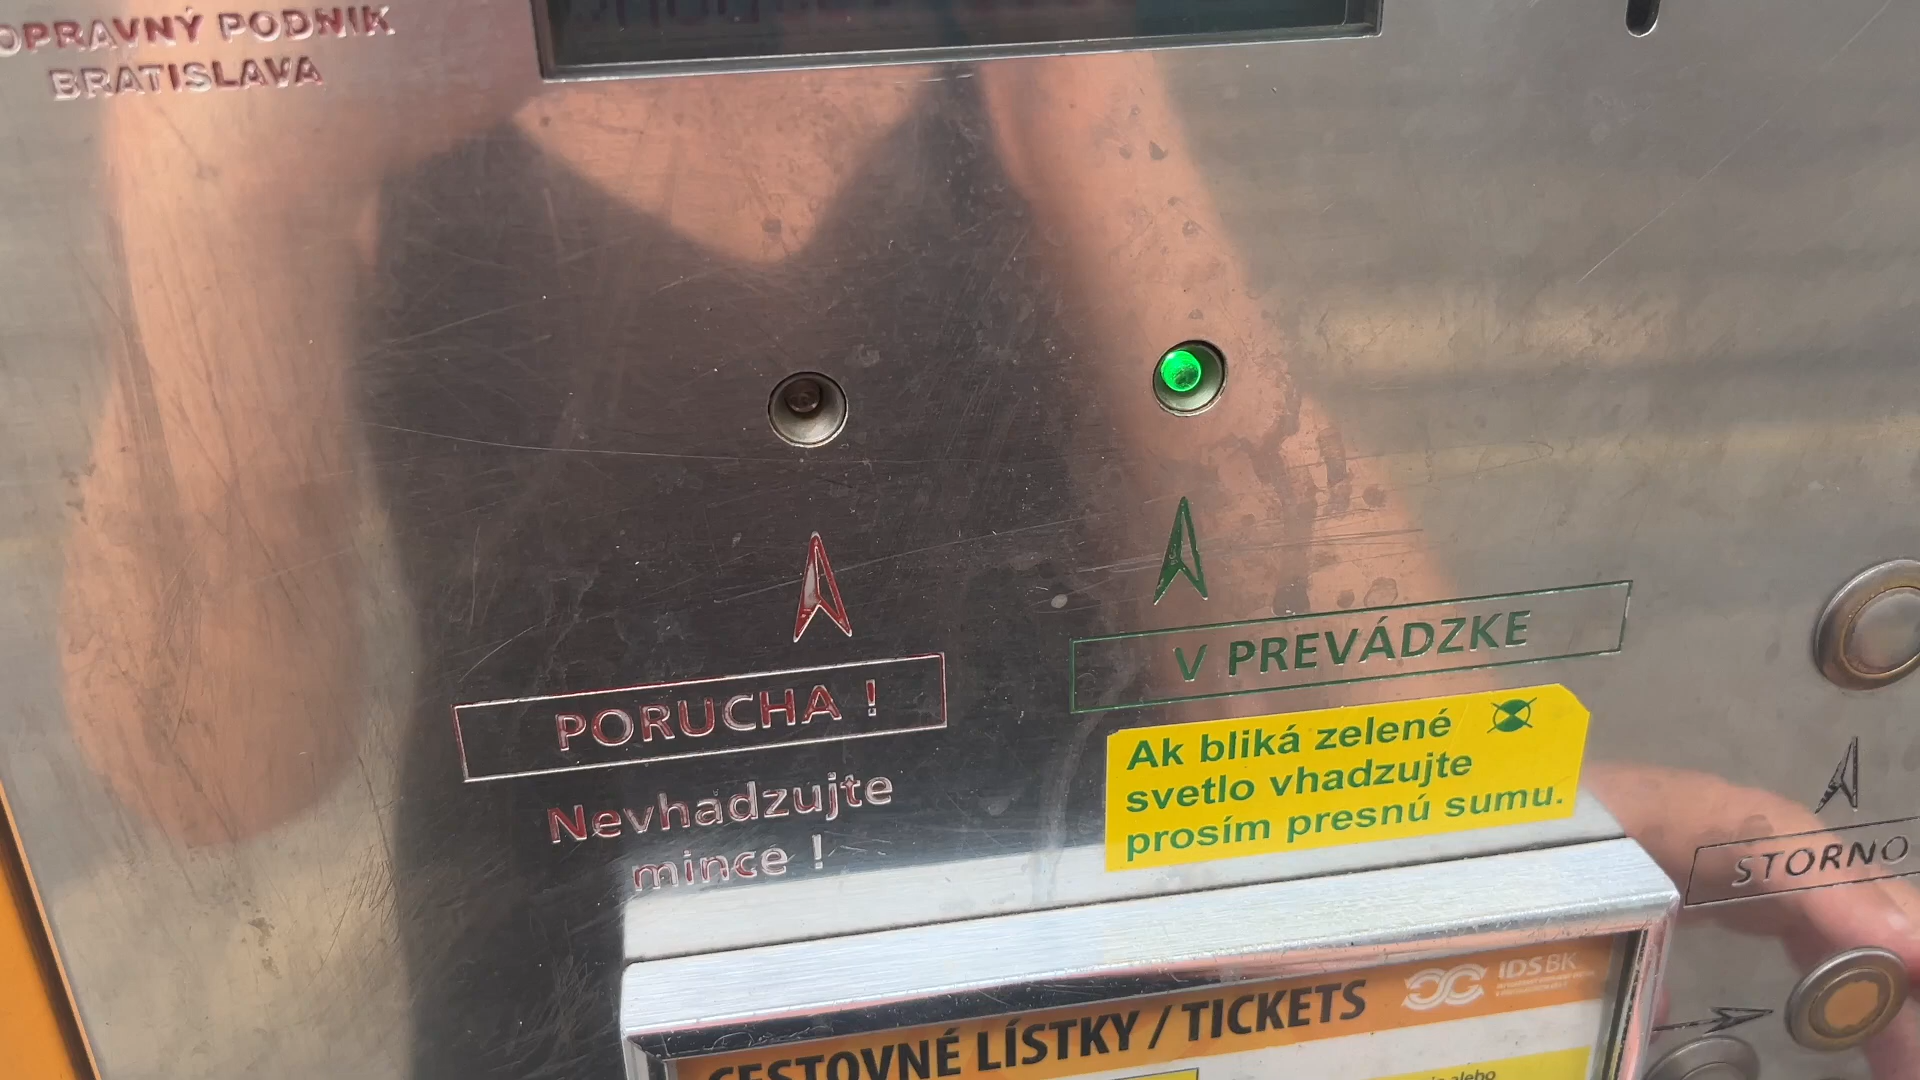 OPRAVNÝ PODNIK
BRATISLAVA
PORUCHA !
Nevhadzujte
mince !
V PREVÁDZKE
Ak bliká zelené
svetlo vhadzujte
prosím presnú sumu.
STORNO
CESTOVNÉ LÍSTKY / TICKETS
IDS BK
alebo